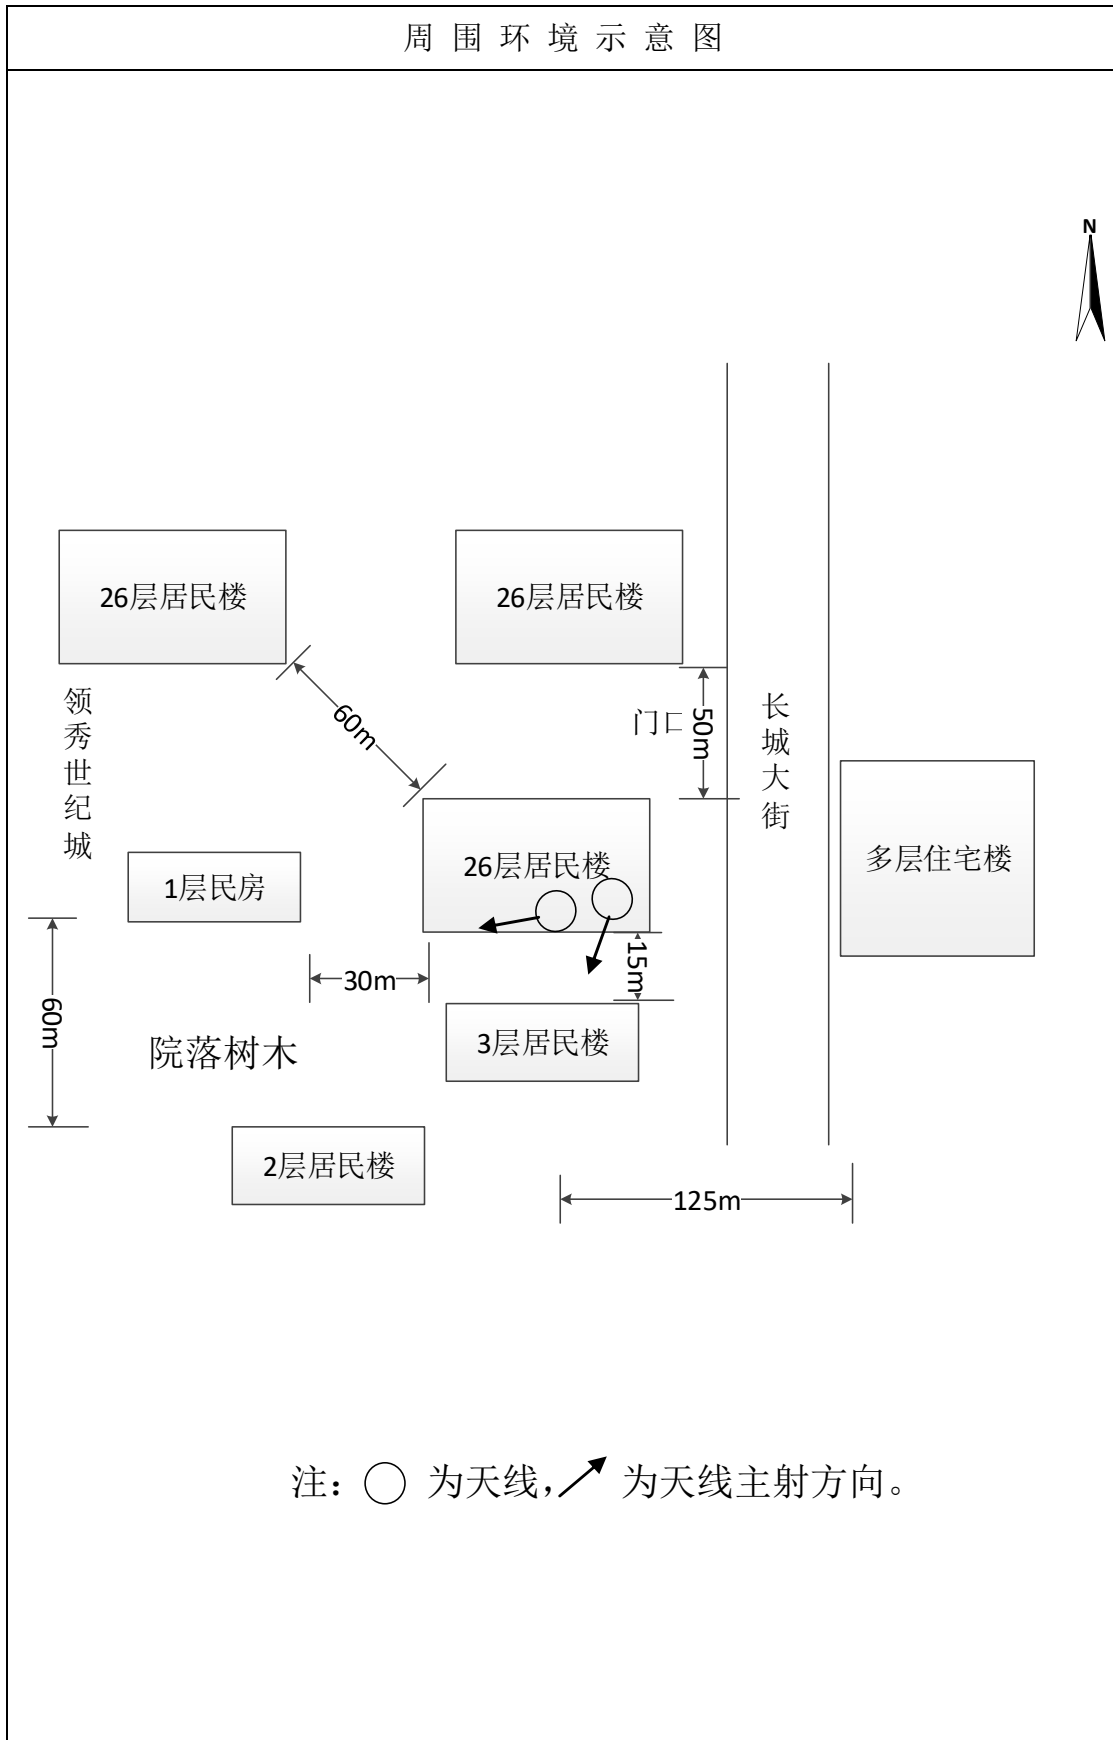 周围环境示意图
N
26层居民楼
26层居民楼
领秀世纪城
60m
门口
50m
长城大街
26层居民楼
多层住宅楼
1层民房
15m
30m
60m
院落树木
3层居民楼
2层居民楼
125m
注：为天线,为天线主射方向。